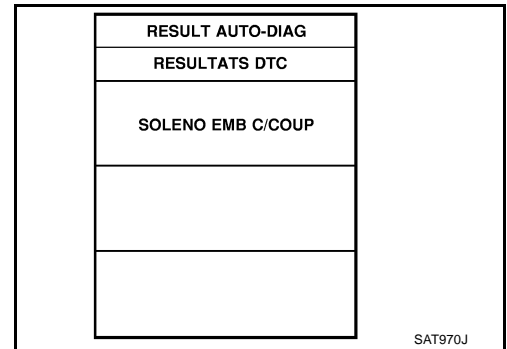 RESULT AUTO-DIAG
RESULTATS DTC
SOLENO EMB C/COUP
SAT970J